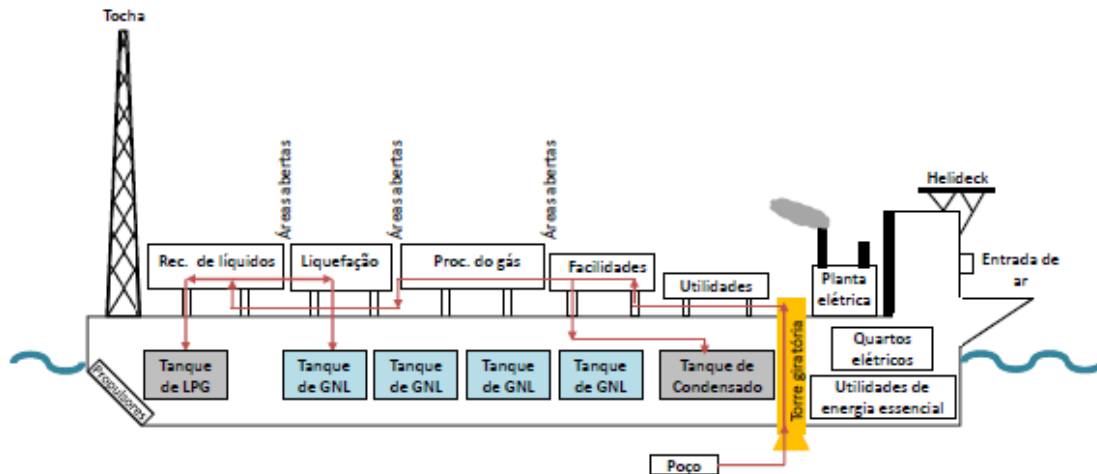 Tocha
Áreas abertas
Áreas abertas
Áreas abertas
Helideck
Rec. de líquidos
Liquefação
Proc. do gás
Facilidades
Utilidades
Planta
elétrica
Entrada de
ar
Torre giratória
Quartos
elétricos
Utilidades de
energia essencial
Propulsores
Tanque
de LPG
Tanque
de GNL
Tanque
de GNL
Tanque
de GNL
Tanque
de GNL
Tanque de
Condensado
Poço